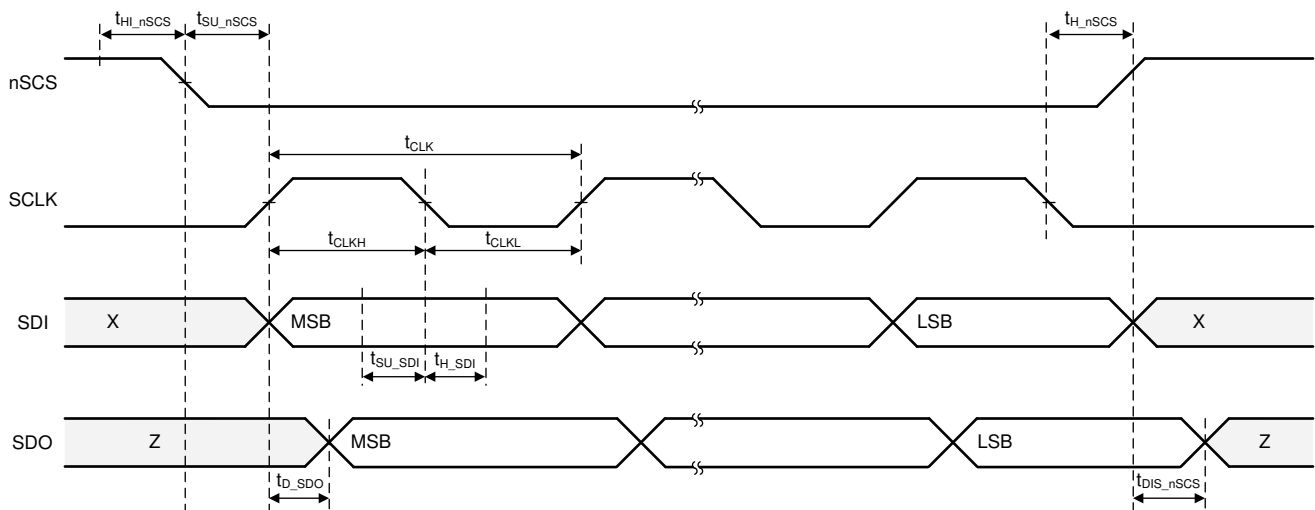 tHI_nSCS tSU_nSCS tH_nSCS
nSCS
tCLK
SCLK
tCLKH tCLKL
SDI X MSB LSB X
tSU_SDI tH_SDI
SDO Z MSB LSB Z
tD_SDO tDIS_nSCS